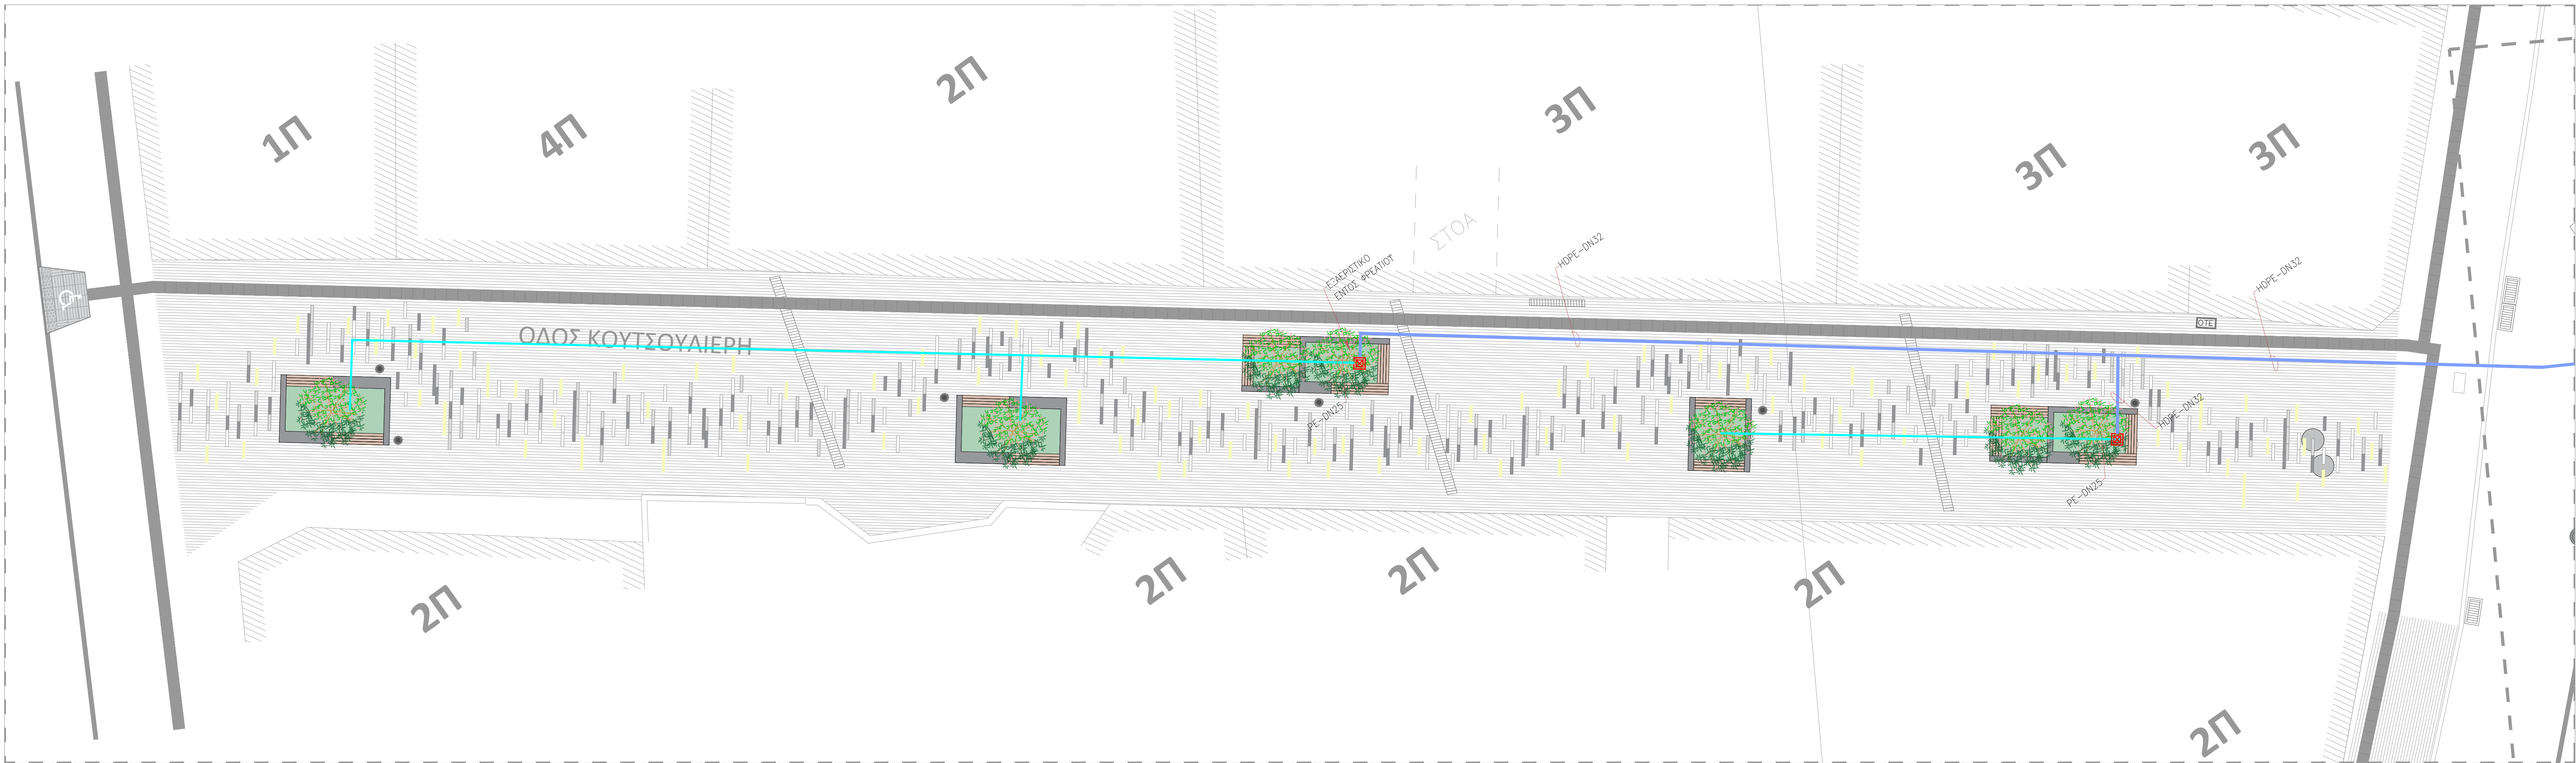 1Π
4Π
2Π
3Π
3Π
3Π
ΣΤΟΑ
HDPE-DN32
ΕΞΑΕΡΙΣΤΙΚΟ
ΕΝΤΟΣ ΦΡΕΑΤΙΟΥ
HDPE-DN32
ΟΤΕ
ΟΔΟΣ ΚΟΥΤΣΟΥΛΙΕΡΗ
PE-DN25
HDPE-DN32
PE-DN25
2Π
2Π
2Π
2Π
2Π